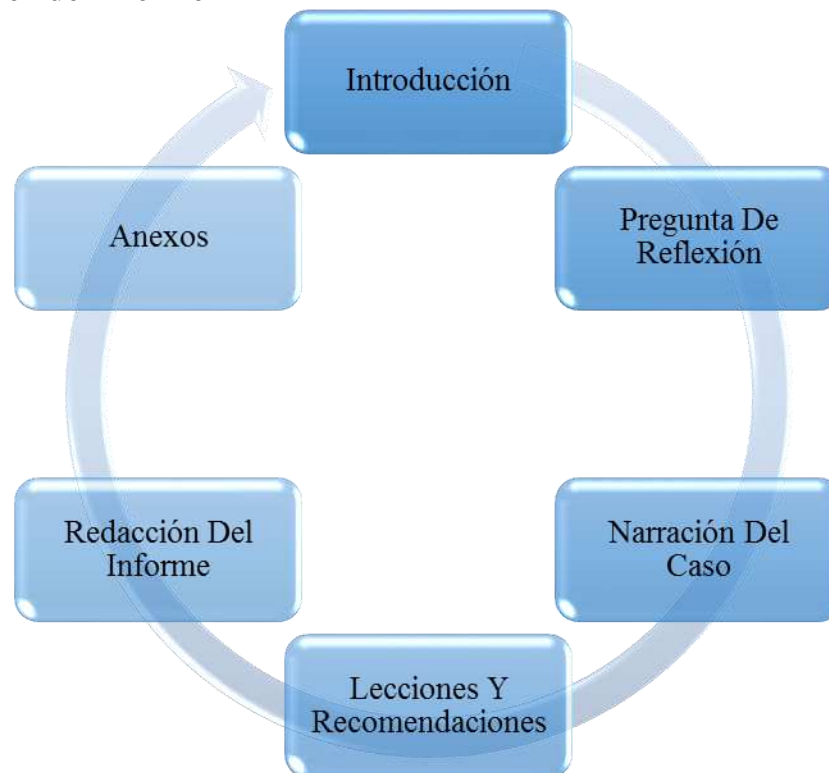 Introducción
Pregunta De
Reflexión
Narración Del
Caso
Lecciones Y
Recomendaciones
Redacción Del
Informe
Anexos